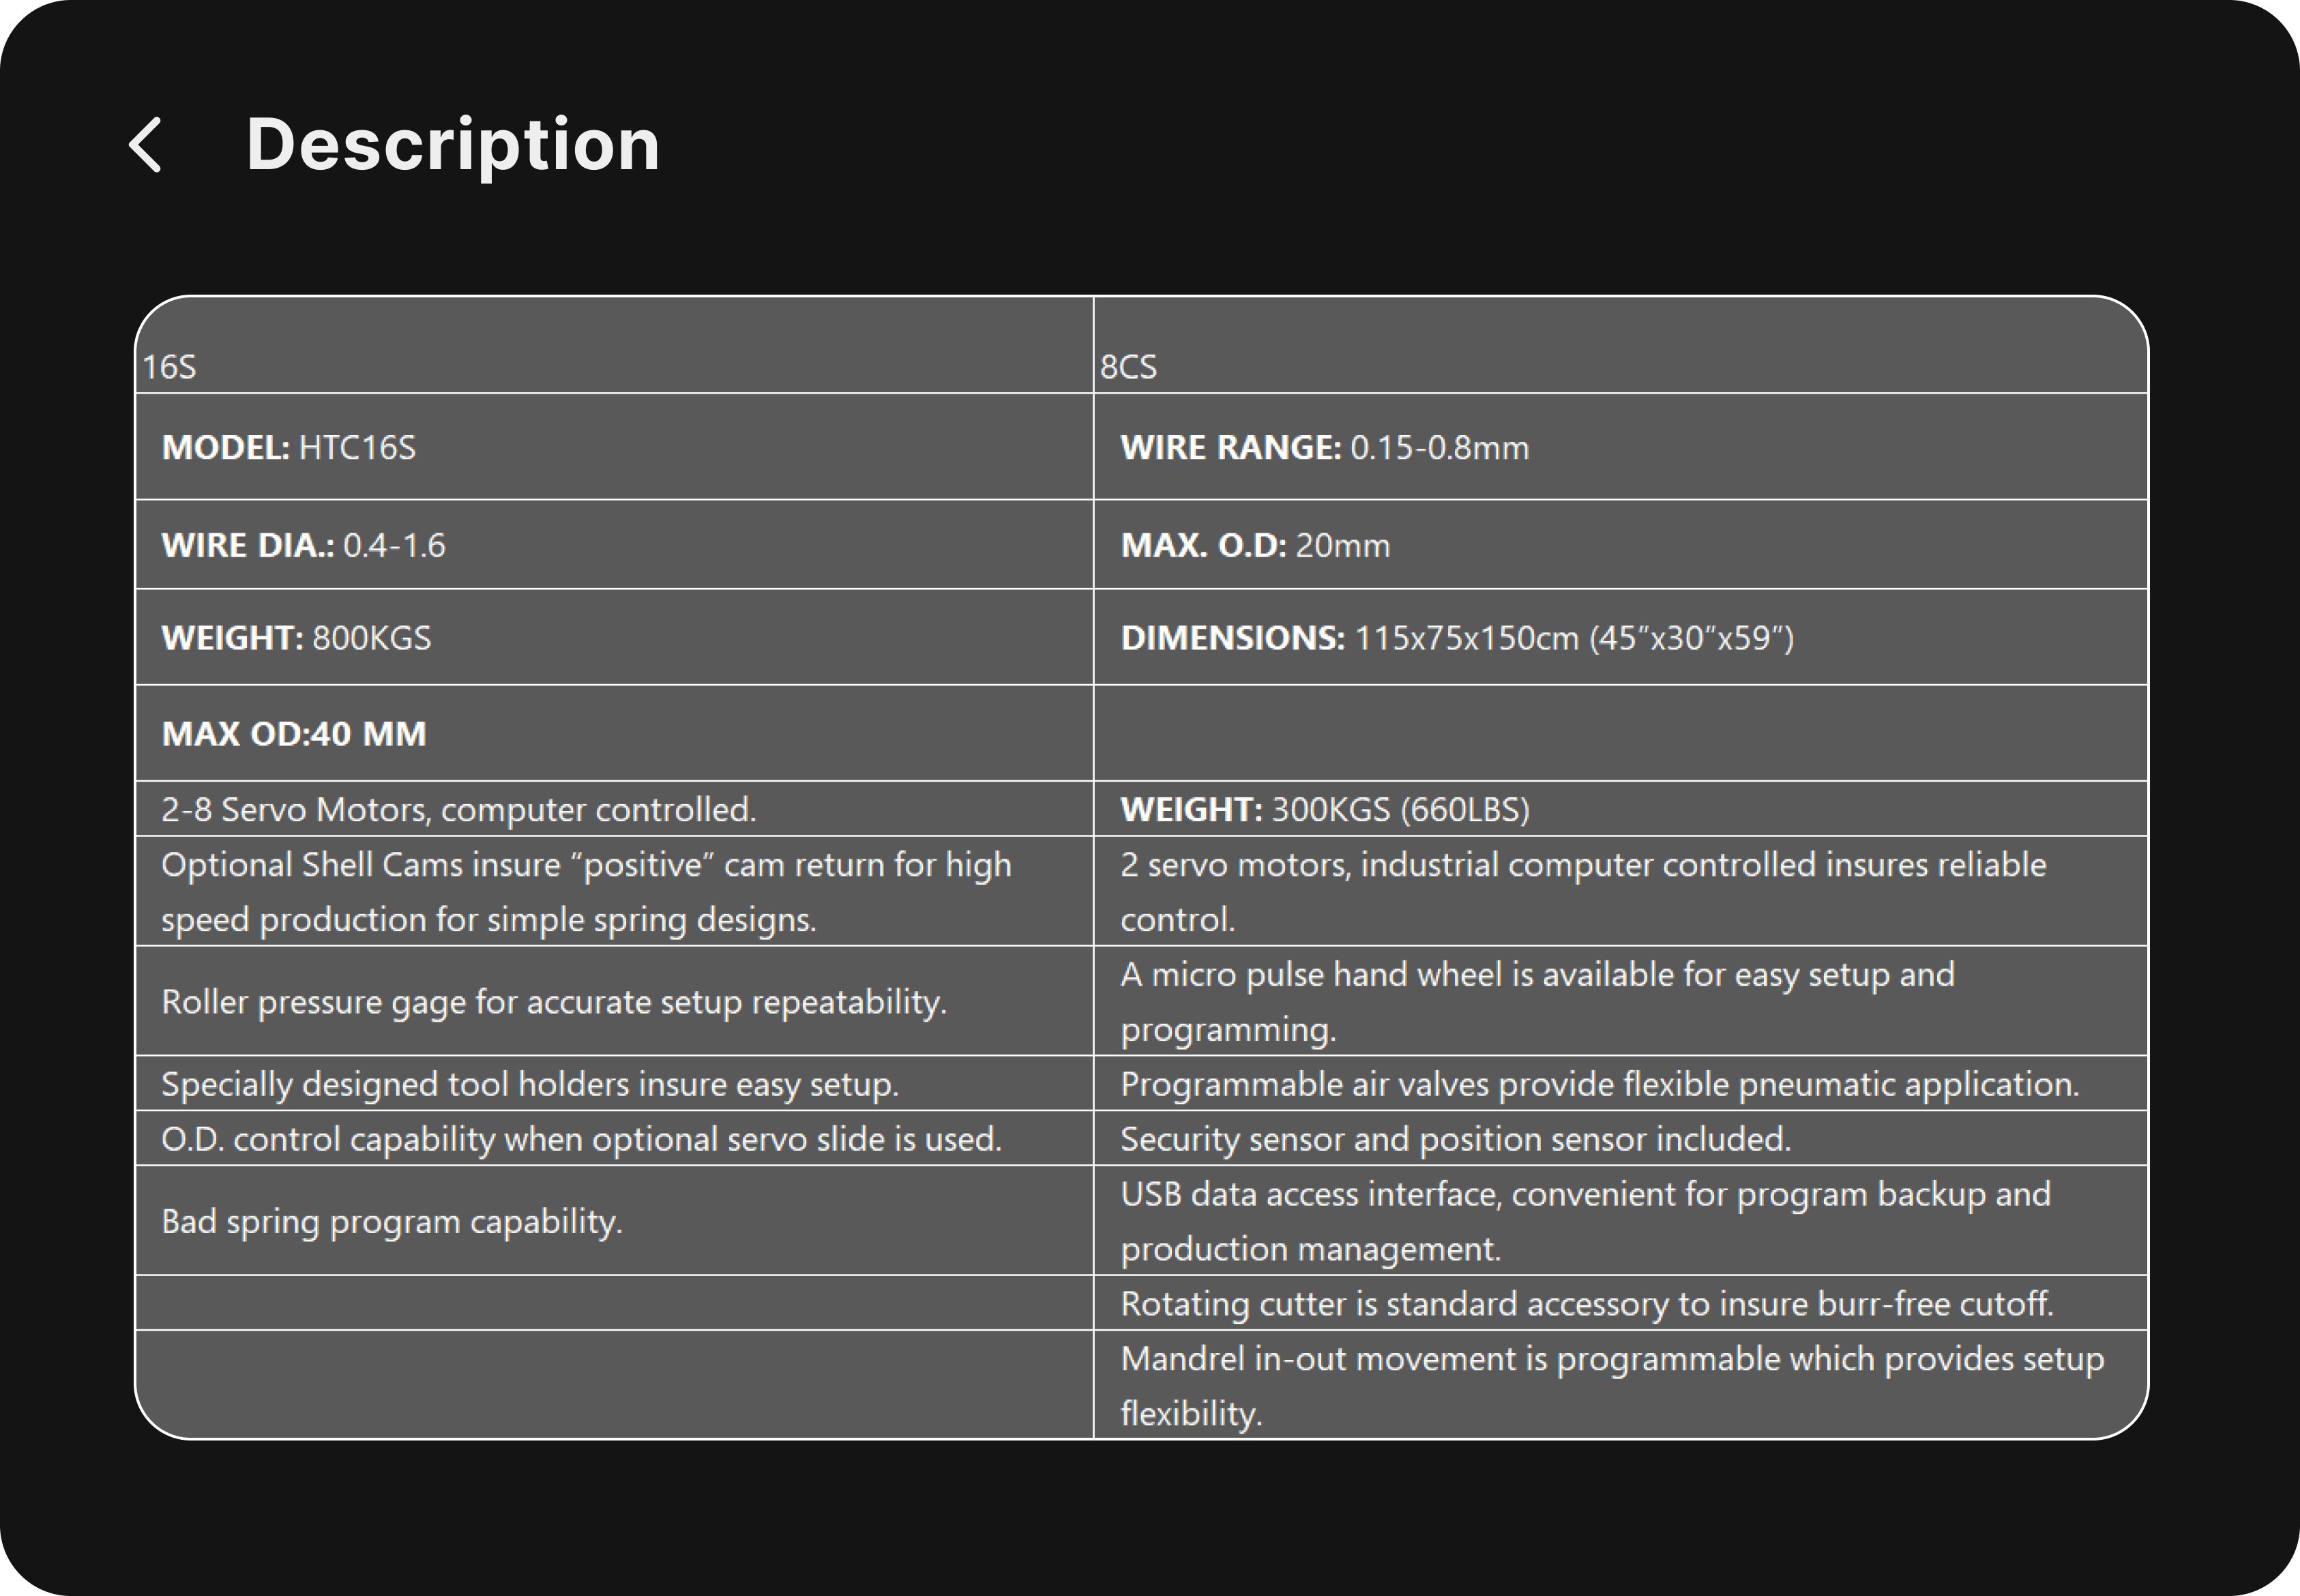 Description
16S
8CS
MODEL: HTC16S
WIRE RANGE: 0.15-0.8mm
WIRE DIA.: 0.4-1.6
MAX. O.D: 20mm
WEIGHT: 800KGS
DIMENSIONS: 115x75x150cm (45”x30”x59”)
MAX OD:40 MM
2-8 Servo Motors, computer controlled.
WEIGHT: 300KGS (660LBS)
Optional Shell Cams insure “positive” cam return for high
speed production for simple spring designs.
2 servo motors, industrial computer controlled insures reliable
control.
Roller pressure gage for accurate setup repeatability.
A micro pulse hand wheel is available for easy setup and
programming.
Specially designed tool holders insure easy setup.
Programmable air valves provide flexible pneumatic application.
O.D. control capability when optional servo slide is used.
Security sensor and position sensor included.
Bad spring program capability.
USB data access interface, convenient for program backup and
production management.
Rotating cutter is standard accessory to insure burr-free cutoff.
Mandrel in-out movement is programmable which provides setup
flexibility.